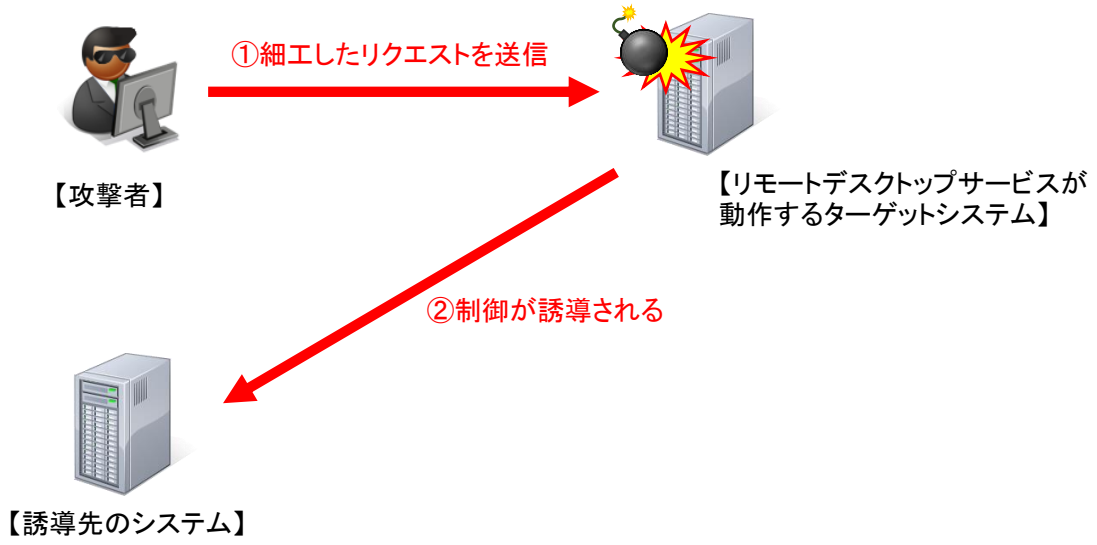 ①細工したリクエストを送信
【攻撃者】
【リモートデスクトップサービスが
動作するターゲットシステム】
②制御が誘導される
【誘導先のシステム】